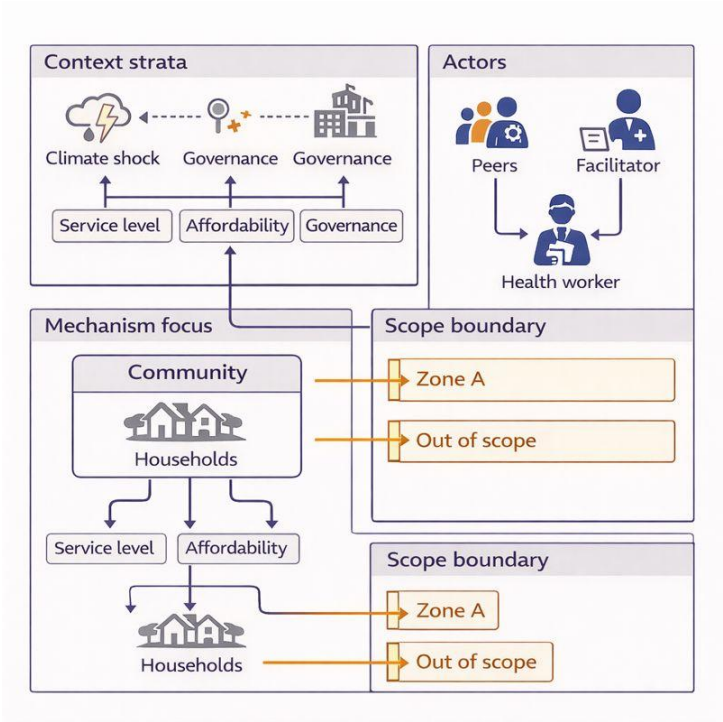 Context strata
Climate shock
Governance
Governance
Service level
Affordability
Governance
Actors
Peers
Facilitator
Health worker
Mechanism focus
Community
Households
Service level
Affordability
Households
Scope boundary
Zone A
Out of scope
Scope boundary
Zone A
Out of scope